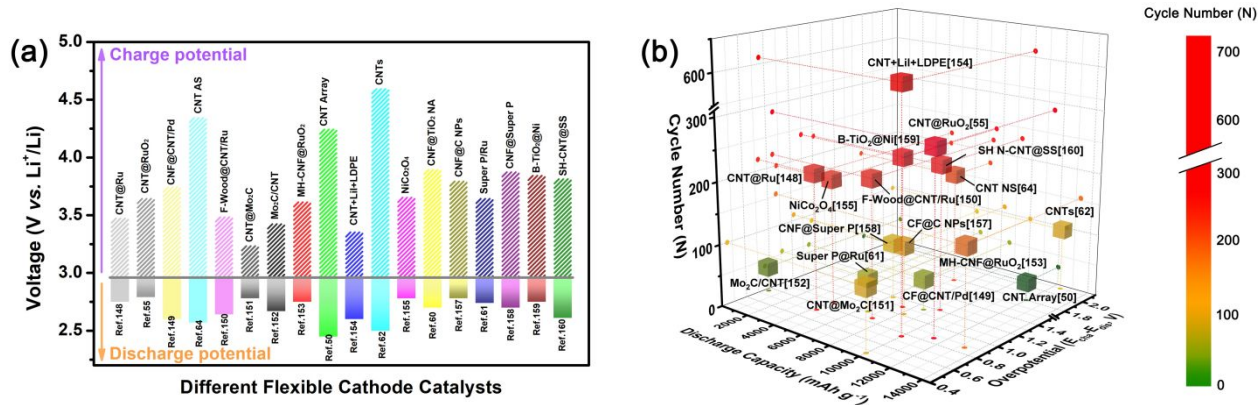 (a)
5.0
4.5
4.0
3.5
3.0
2.5
Voltage (V vs. Li⁺/Li)
Charge potential
Discharge potential
CNT@Ru
CNT@RuO₂
CNF@CNT/Pd
CNT AS
F-Wood@CNT/Ru
CNT@Mo₂C
Mo₂C/CNT
MH-CNF@RuO₂
CNT Array
CNT+LiI+LDPE
CNTs
NiCo₂O₄
CNF@TiO₂ NA
CNF@C NPs
Super P/Ru
CNF@Super P
B-TiO₂@Ni
SH-CNT@SS
Ref.148
Ref.55
Ref.149
Ref.64
Ref.150
Ref.151
Ref.152
Ref.153
Ref.50
Ref.154
Ref.62
Ref.155
Ref.60
Ref.157
Ref.61
Ref.158
Ref.159
Ref.160
Different Flexible Cathode Catalysts
(b)
Cycle Number (N)
600
300
200
100
0
CNT+LiI+LDPE[154]
CNT@RuO₂[55]
B-TiO₂@Ni[159]
SH N-CNT@SS[160]
CNT@Ru[148]
CNT NS[64]
F-Wood@CNT/Ru[150]
NiCo₂O₄[155]
CNTs[62]
CF@C NPs[157]
CNF@Super P[158]
Super P@Ru[61]
MH-CNF@RuO₂[153]
Mo₂C/CNT[152]
CF@CNT/Pd[149]
CNT Array[50]
CNT@Mo₂C[151]
2000
4000
6000
8000
10000
12000
14000
Discharge Capacity (mAh g⁻¹)
0.4
0.6
0.8
1.0
1.2
1.4
1.6
1.8
2.0
Cycle Number (N)
700
600
300
200
100
0